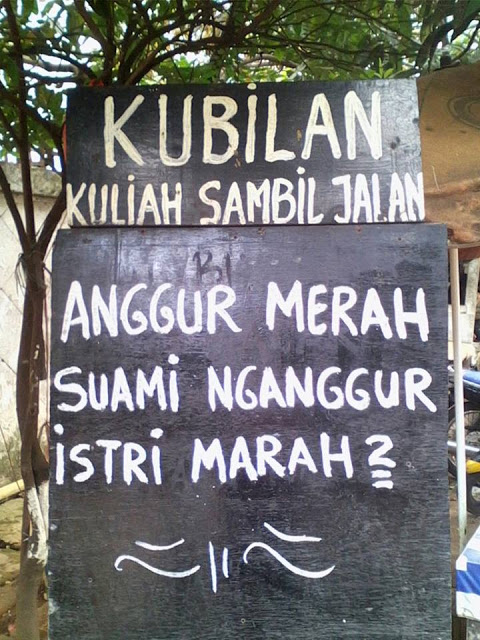 KUBILAN
KULIAH SAMBIL JALAN
ANGGUR MERAH
SUAMI NGANGGUR
ISTRI MARAH?